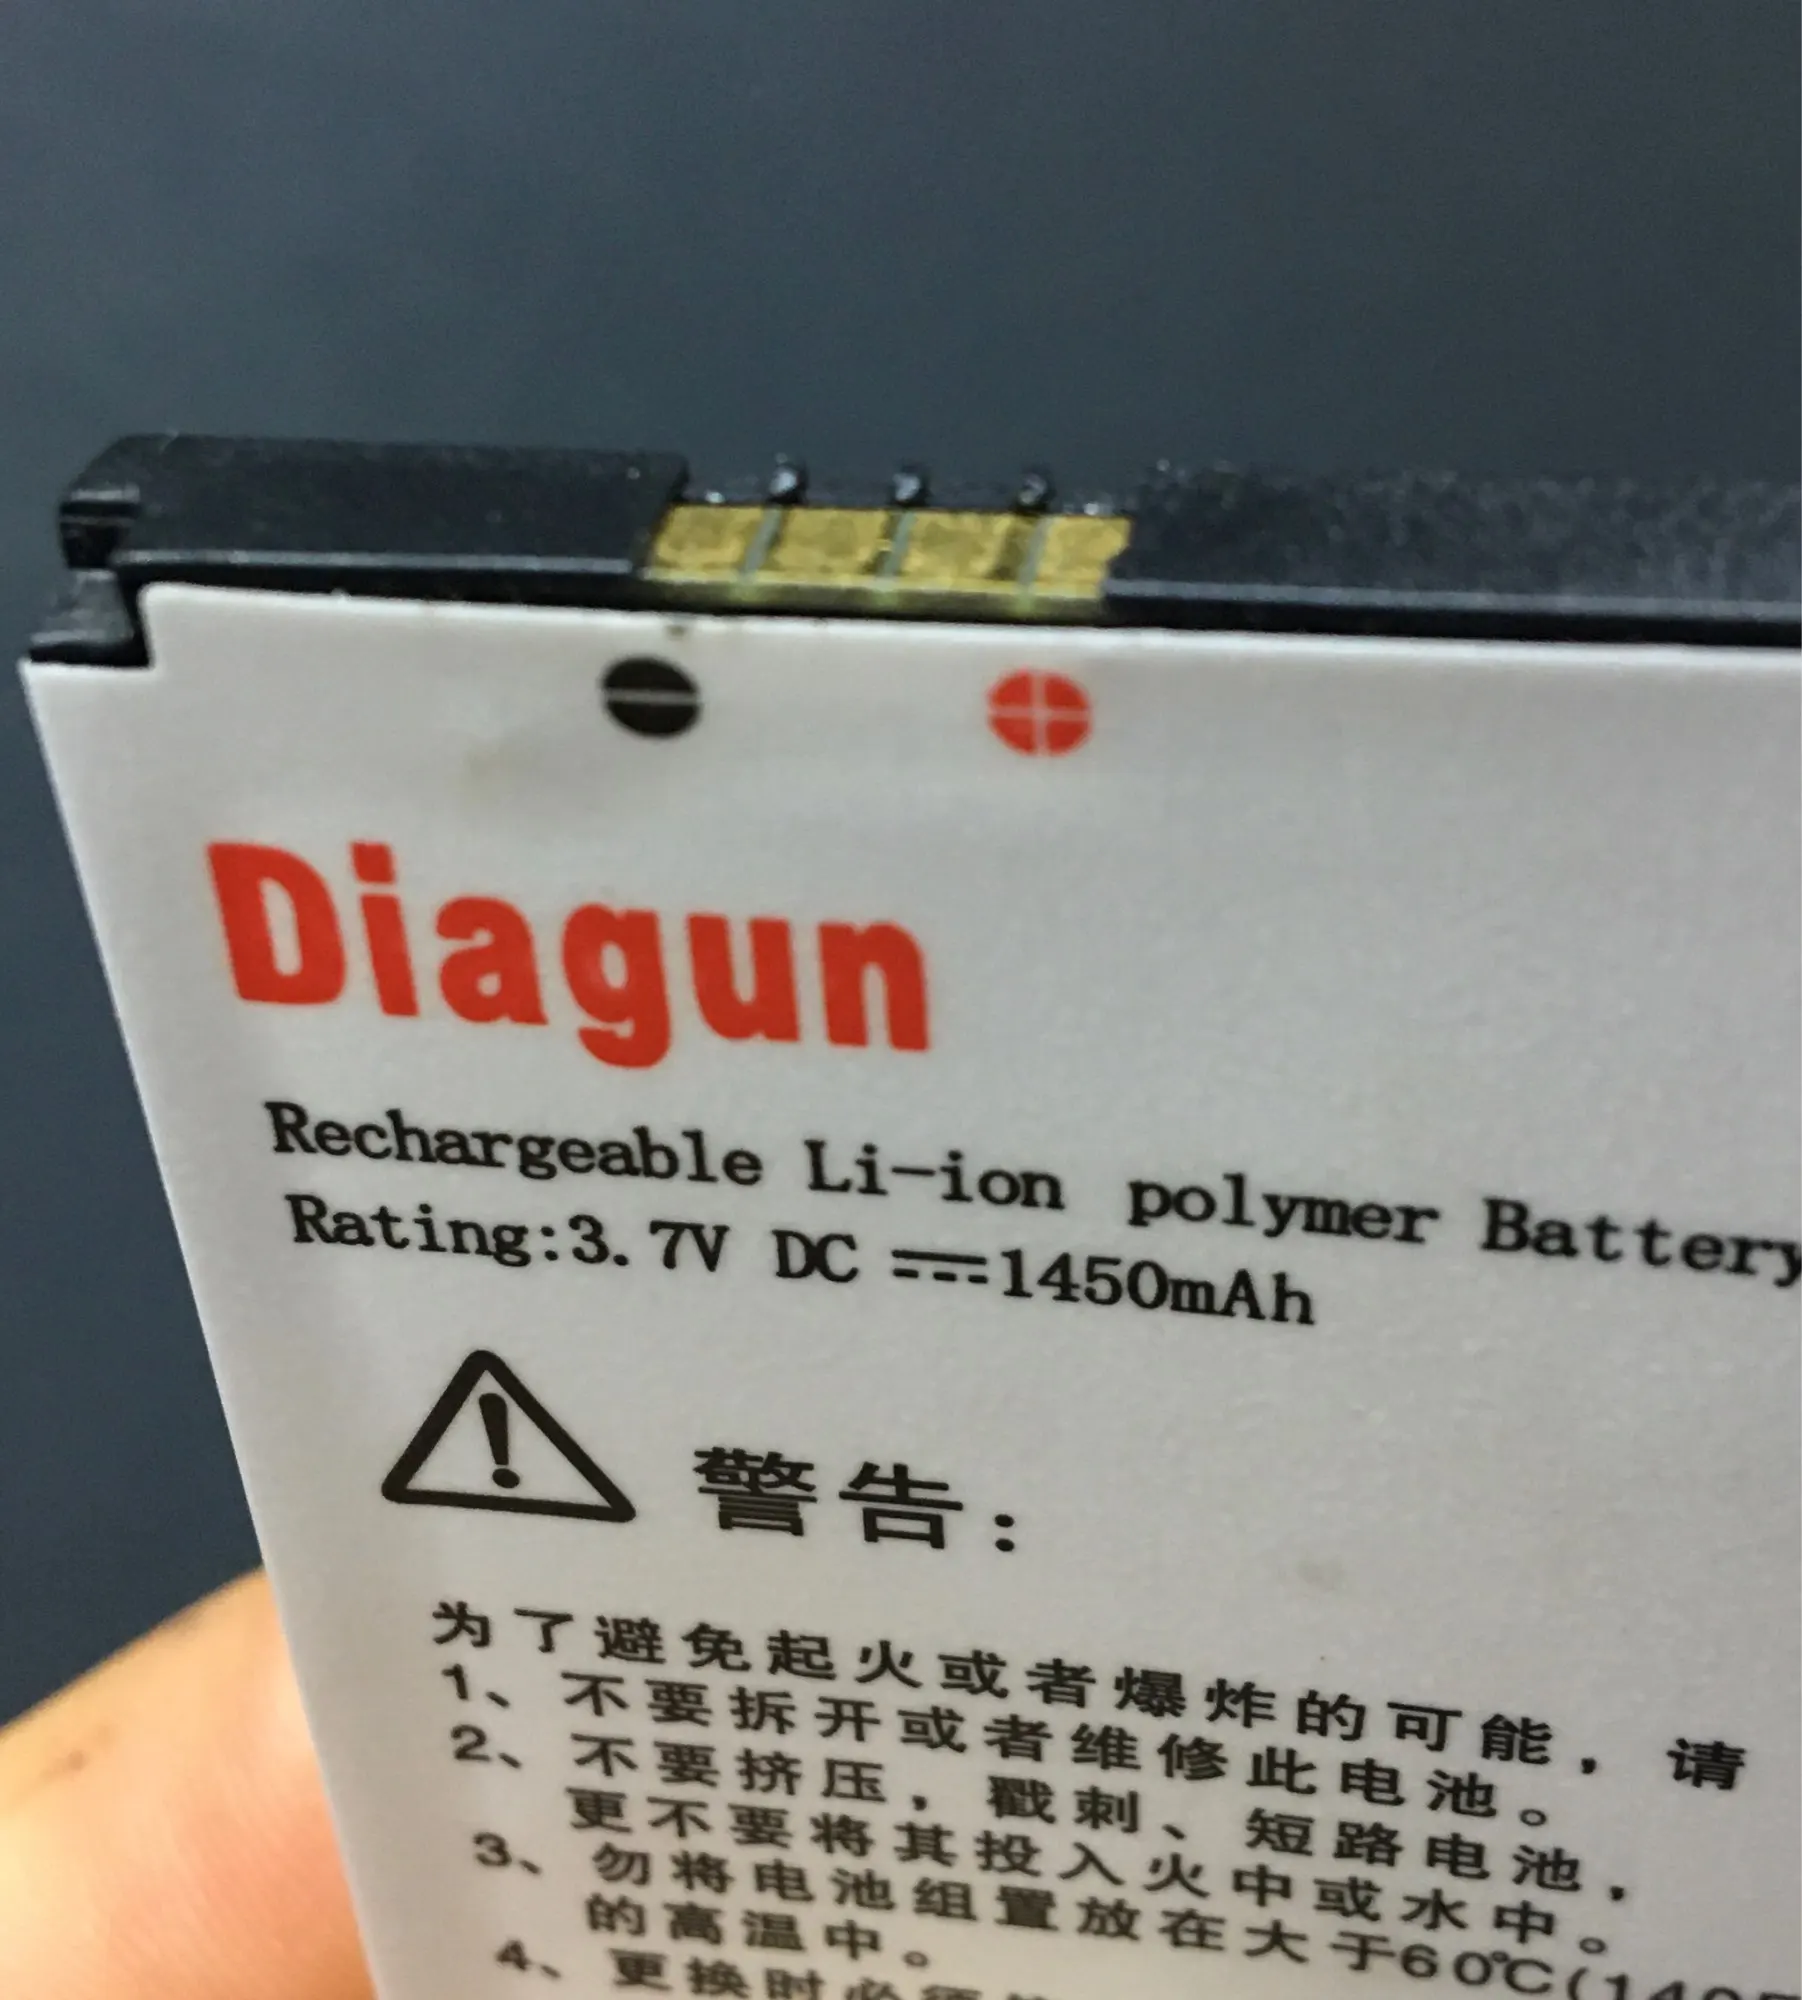 Diagun
Rechargeable Li-ion polymer Battery
Rating:3.7V DC ⎓1450mAh
警告:
为了避免起火或者爆炸的可能，请
1、不要拆开或者维修此电池。
2、不要挤压，戳刺、短路电池，
更不要将其投入火中或水中。
3、勿将电池组置放在大于60℃(140
的高温中。
4、更换时必须